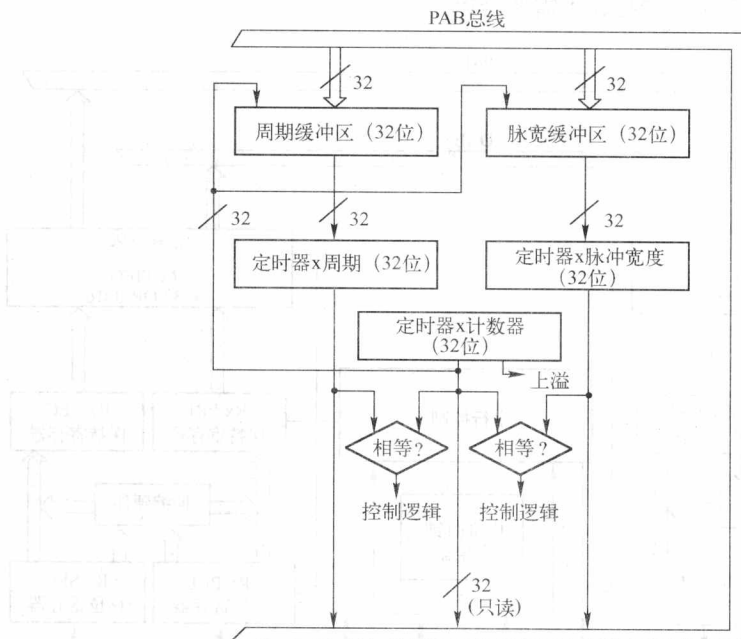 PAB总线
32
32
周期缓冲区（32位）
脉宽缓冲区（32位）
32
32
32
定时器x周期（32位）
定时器x脉冲宽度
（32位）
定时器x计数器
（32位）
上溢
相等？
相等？
控制逻辑
控制逻辑
32
（只读）